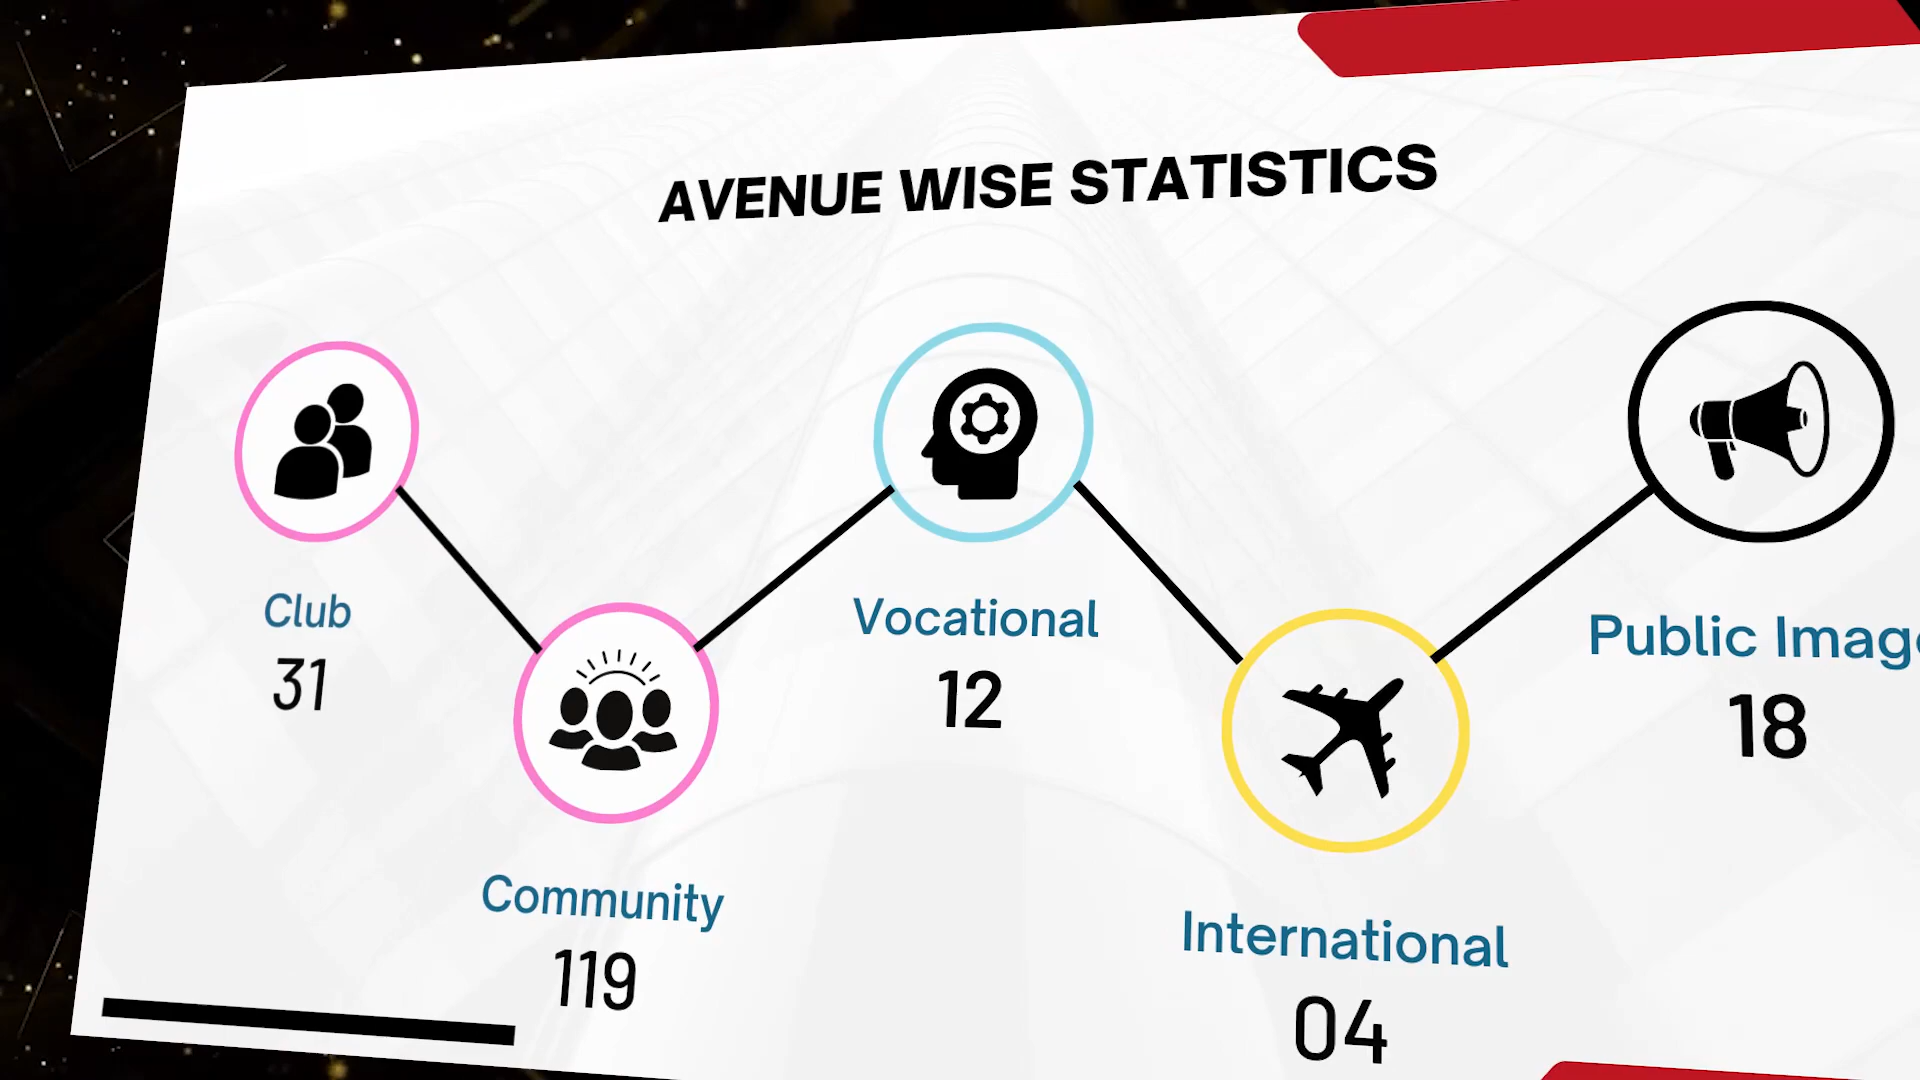 AVENUE WISE STATISTICS
Club
31
Community
119
Vocational
12
International
04
Public Imag
18